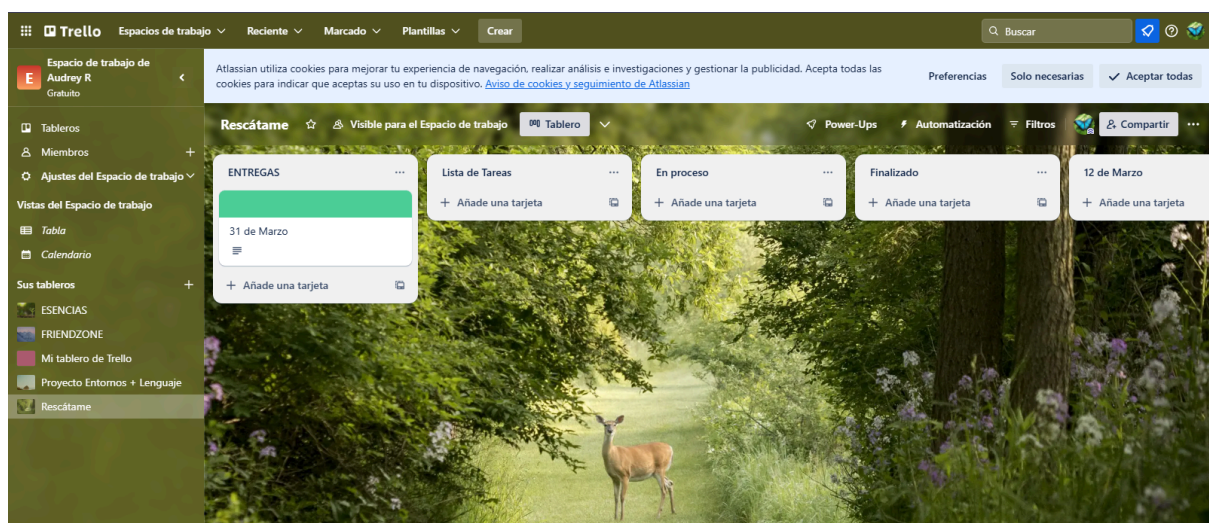 Trello Espacios de trabajo Reciente Marcado Plantillas Crear Buscar
E
Espacio de trabajo de
Audrey R
Gratuito
Tableros
Miembros
Ajustes del Espacio de trabajo
Vistas del Espacio de trabajo
Tabla
Calendario
Sus tableros
ESENCIAS
FRIENDZONE
Mi tablero de Trello
Proyecto Entornos + Lenguaje
Rescátame
Atlassian utiliza cookies para mejorar tu experiencia de navegación, realizar análisis e investigaciones y gestionar la publicidad. Acepta todas las
cookies para indicar que aceptas su uso en tu dispositivo. Aviso de cookies y seguimiento de Atlassian
Preferencias Solo necesarias Aceptar todas
Rescátame Visible para el Espacio de trabajo Tablero Power-Ups Automatización Filtros Compartir
ENTREGAS
31 de Marzo
+ Añade una tarjeta
Lista de Tareas
+ Añade una tarjeta
En proceso
+ Añade una tarjeta
Finalizado
+ Añade una tarjeta
12 de Marzo
+ Añade una tarjeta